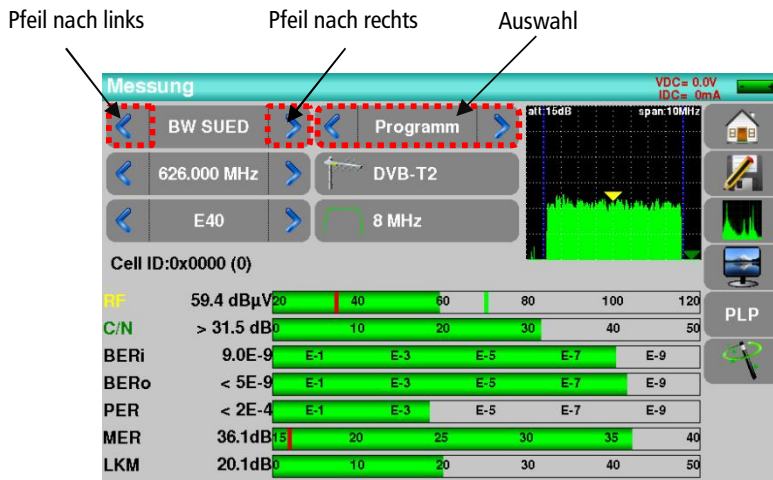 Pfeil nach links
Pfeil nach rechts
Auswahl
Messung
VDC= 0.0V
IDC= 0mA
BW SUED
Programm
att:15dB
span:10MHz
626.000 MHz
DVB-T2
E40
8 MHz
Cell ID:0x0000 (0)
PLP
RF 59.4 dBµV 20 40 60 80 100 120
C/N > 31.5 dB 0 10 20 30 40 50
BERi 9.0E-9 E-1 E-3 E-5 E-7 E-9
BERo < 5E-9 E-1 E-3 E-5 E-7 E-9
PER < 2E-4 E-1 E-3 E-5 E-7 E-9
MER 36.1dB 15 20 25 30 35 40
LKM 20.1dB 0 10 20 30 40 50